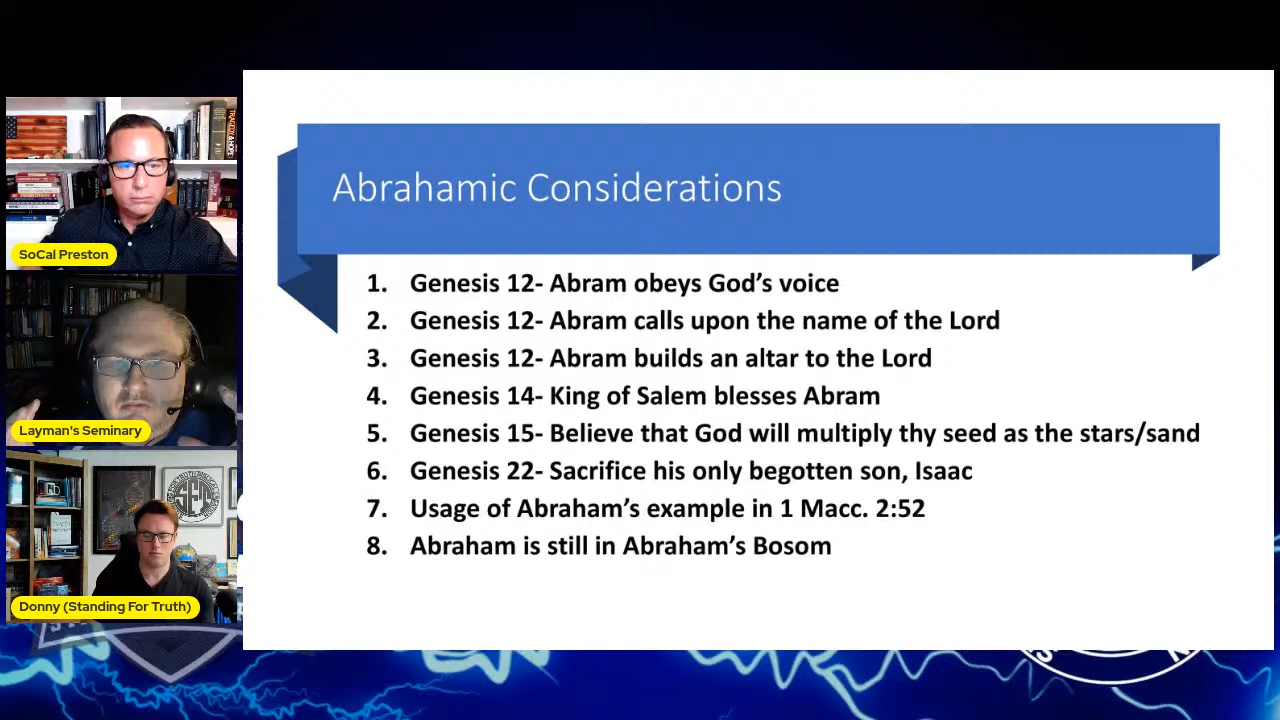 TRAGEDY & HOPE
SoCal Preston
Layman's Seminary
SFT
Donny (Standing For Truth)
Abrahamic Considerations
1. Genesis 12- Abram obeys God’s voice
2. Genesis 12- Abram calls upon the name of the Lord
3. Genesis 12- Abram builds an altar to the Lord
4. Genesis 14- King of Salem blesses Abram
5. Genesis 15- Believe that God will multiply thy seed as the stars/sand
6. Genesis 22- Sacrifice his only begotten son, Isaac
7. Usage of Abraham’s example in 1 Macc. 2:52
8. Abraham is still in Abraham’s Bosom